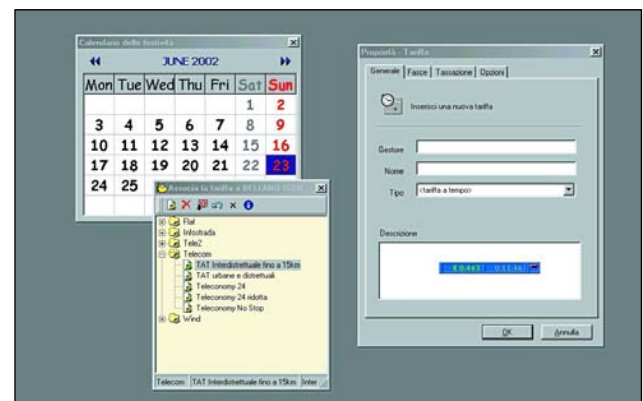 Calendario delle festività
JUNE 2002
Mon Tue Wed Thu Fri Sat Sun
1 2
3 4 5 6 7 8 9
10 11 12 13 14 15 16
17 18 19 20 21 22 23
24 25
Associa la tariffa a
Flat
Infostrada
Tele2
Telecom
TAT Interdistrettuale fino a 15km
TAT urbane e distrettuali
Teleconomy 24
Teleconomy 24 ridotta
Teleconomy No Stop
Wind
Telecom TAT Interdistrettuale fino a 15km Inter
Proprietà - Tariffa
Generale Fasce Tassazione Opzioni
Inserisci una nuova tariffa
Gestore
Nome
Tipo (tariffa a tempo)
Descrizione
OK Annulla